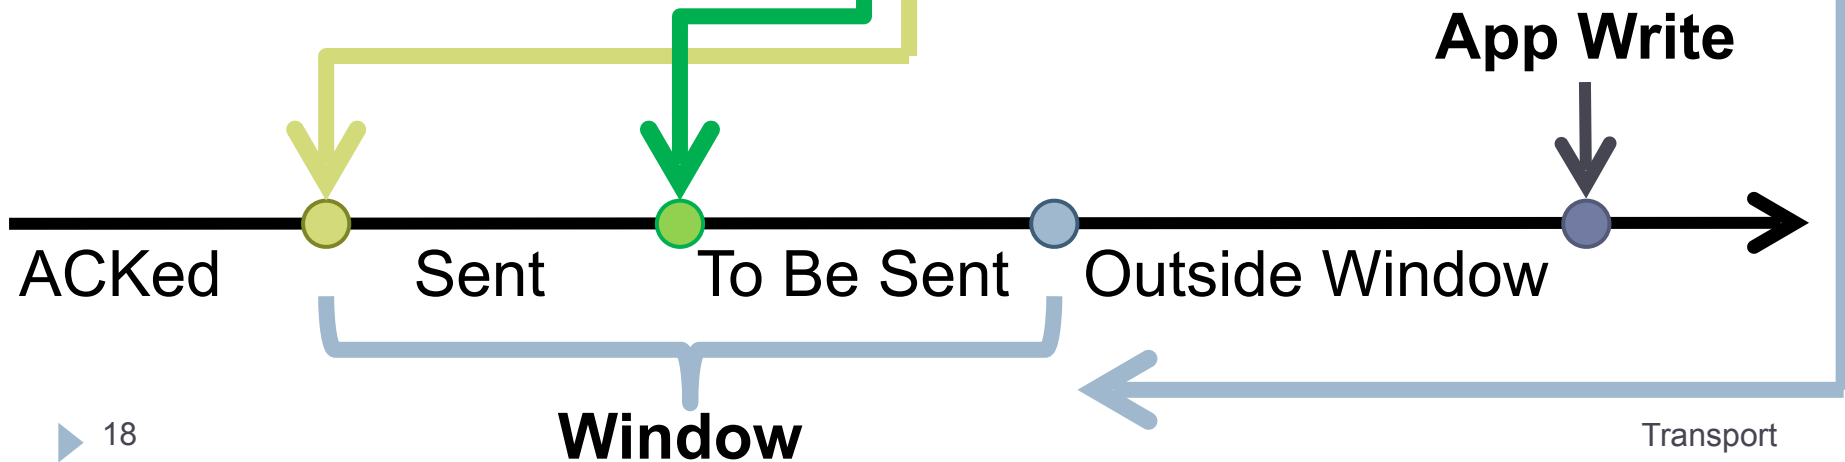 App Write
ACKed Sent To Be Sent Outside Window
Window
18
Transport